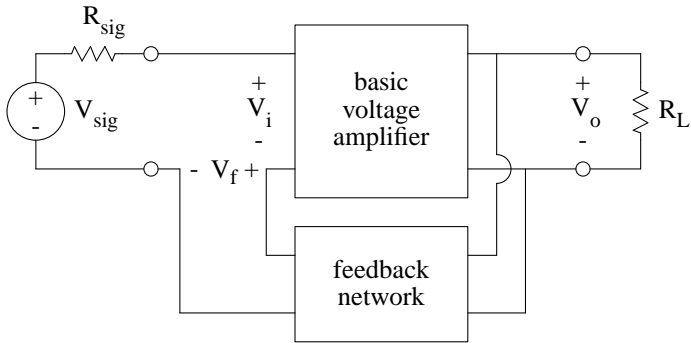 R_sig
+
-
V_sig
+
V_i
-
- V_f +
basic
voltage
amplifier
+
V_o
-
R_L
feedback
network